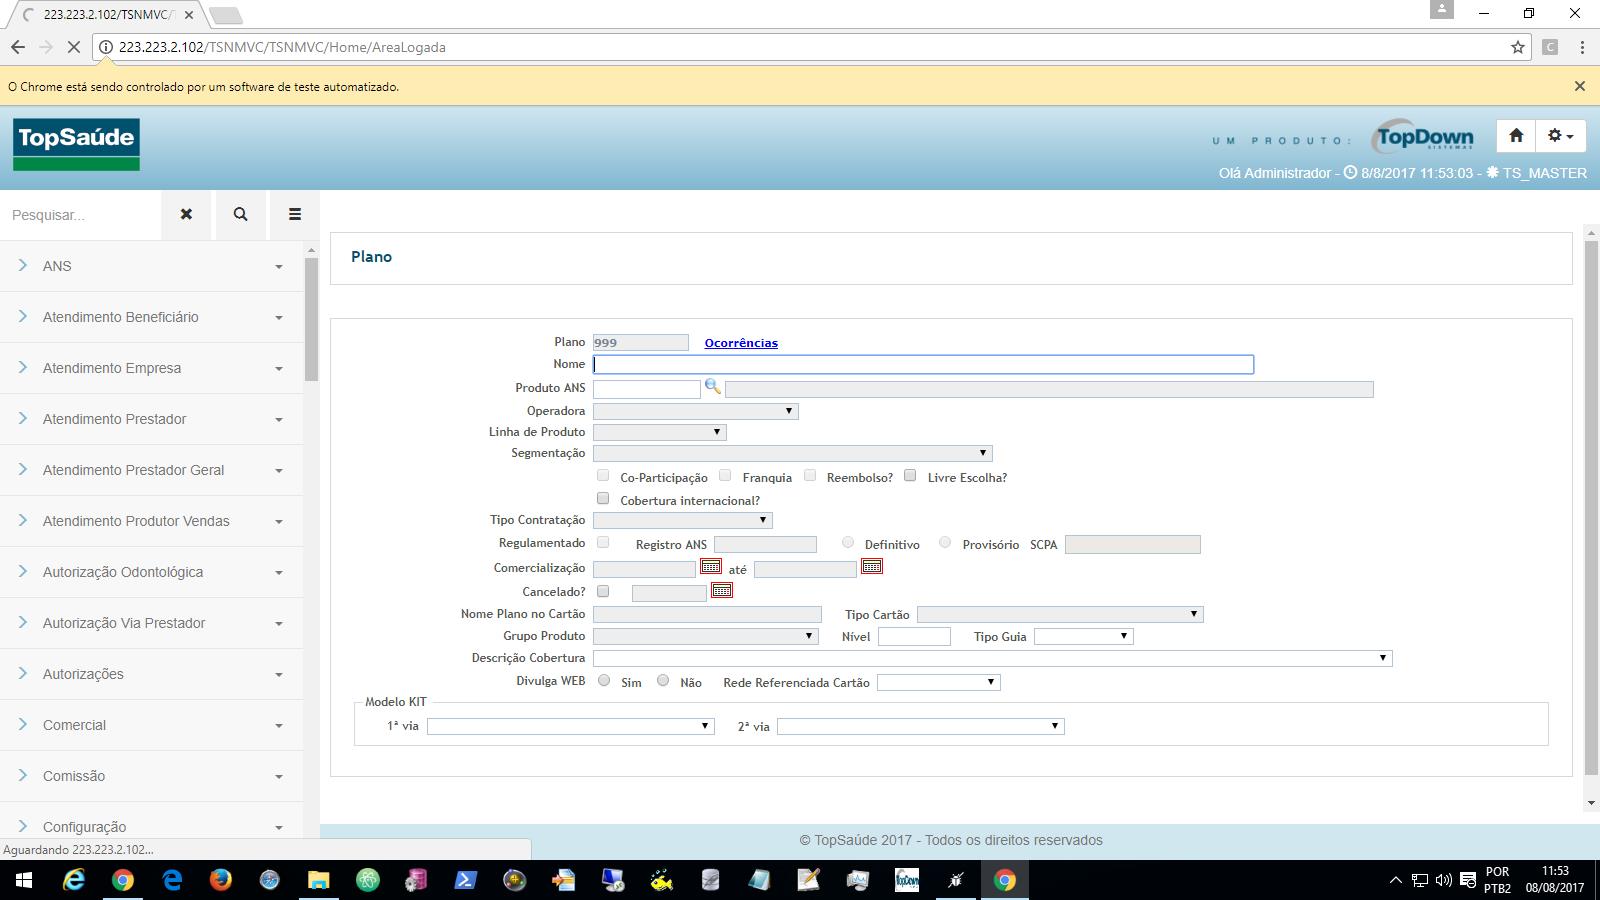 223.223.2.102/TSNMVC/T
223.223.2.102/TSNMVC/TSNMVC/Home/AreaLogada
O Chrome está sendo controlado por um software de teste automatizado.
TopSaúde
UM PRODUTO:
TopDown
SISTEMAS
Olá Administrador - 8/8/2017 11:53:03 - TS_MASTER
Pesquisar...
ANS
Atendimento Beneficiário
Atendimento Empresa
Atendimento Prestador
Atendimento Prestador Geral
Atendimento Produtor Vendas
Autorização Odontológica
Autorização Via Prestador
Autorizações
Comercial
Comissão
Configuração
Plano
Plano 999 Ocorrências
Nome
Produto ANS
Operadora
Linha de Produto
Segmentação
Co-Participação Franquia Reembolso? Livre Escolha?
Cobertura internacional?
Tipo Contratação
Regulamentado Registro ANS Definitivo Provisório SCPA
Comercialização até
Cancelado?
Nome Plano no Cartão Tipo Cartão
Grupo Produto Nível Tipo Guia
Descrição Cobertura
Divulga WEB Sim Não Rede Referenciada Cartão
Modelo KIT
1ª via 2ª via
© TopSaúde 2017 - Todos os direitos reservados
Aguardando 223.223.2.102...
TopDown
POR
PTB2
11:53
08/08/2017